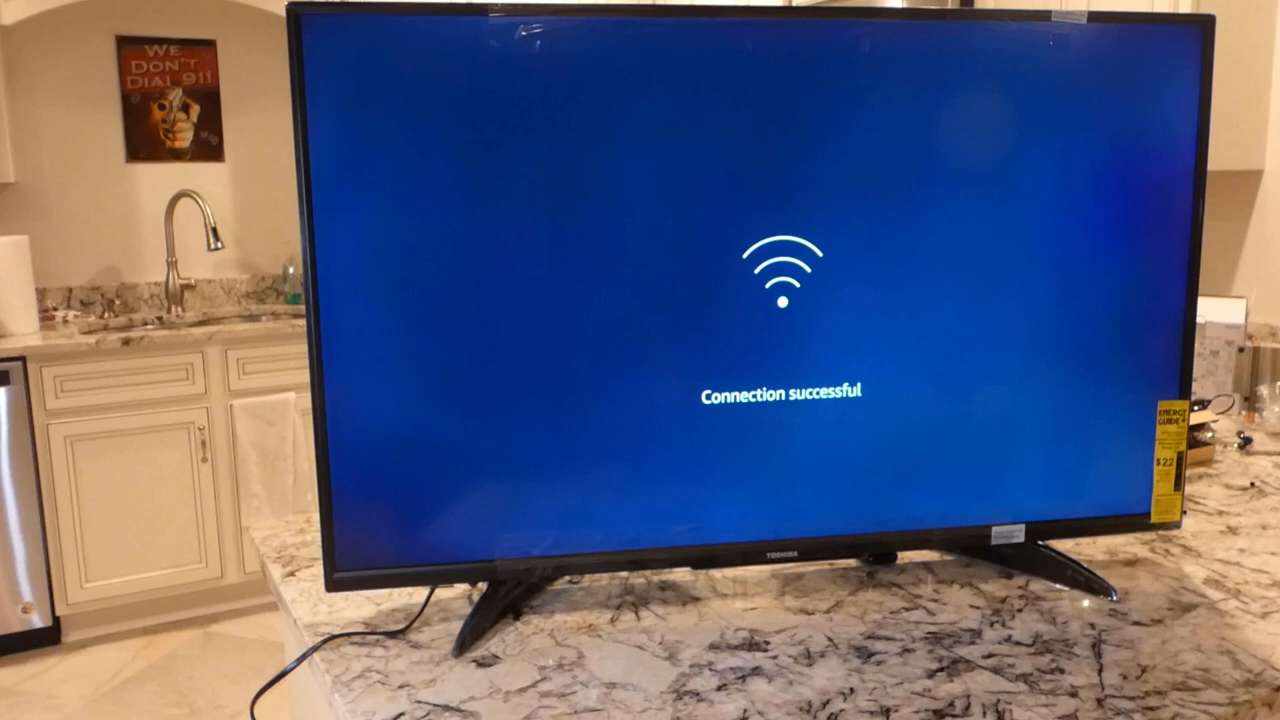 WE
DON'T
DIAL 911
Connection successful
ENERGY
GUIDE
$22
TOSHIBA